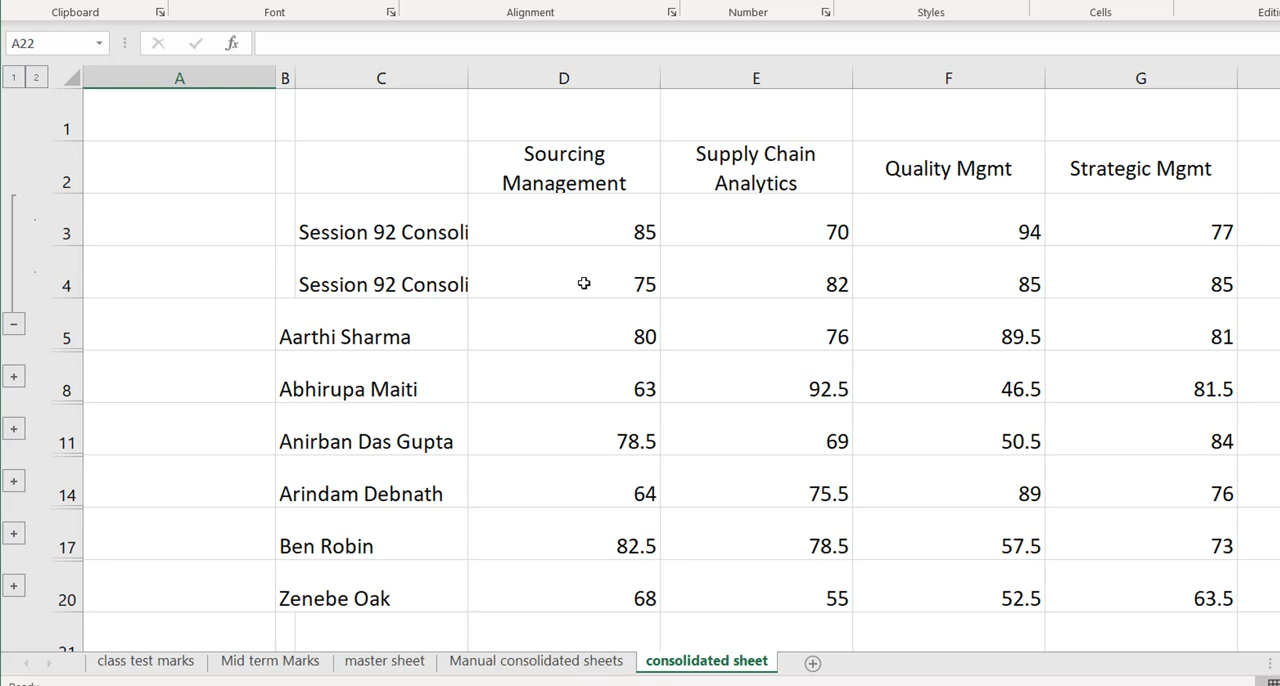 Clipboard Font Alignment Number Styles Cells
A22 fx
1 2 A B C D E F G
1
2 Sourcing Management Supply Chain Analytics Quality Mgmt Strategic Mgmt
3 Session 92 Consoli 85 70 94 77
4 Session 92 Consoli 75 82 85 85
5 Aarthi Sharma 80 76 89.5 81
8 Abhirupa Maiti 63 92.5 46.5 81.5
11 Anirban Das Gupta 78.5 69 50.5 84
14 Arindam Debnath 64 75.5 89 76
17 Ben Robin 82.5 78.5 57.5 73
20 Zenebe Oak 68 55 52.5 63.5
class test marks Mid term Marks master sheet Manual consolidated sheets consolidated sheet